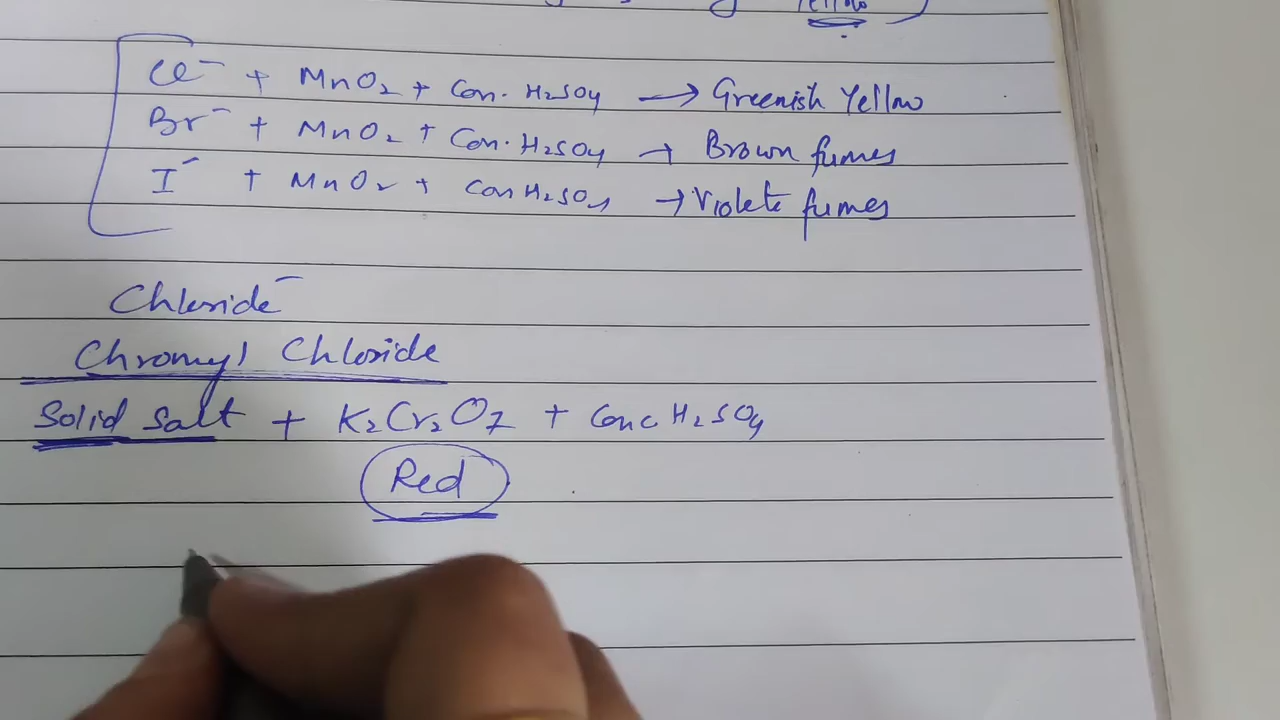 Yellow
Cl⁻ + MnO2 + Con. H2SO4 → Greenish Yellow
Br⁻ + MnO2 + Con. H2SO4 → Brown fumes
I⁻ + MnO2 + Con H2SO4 → Violete fumes
Chloride⁻
Chromyl Chloride
Solid Salt + K2Cr2O7 + Conc H2SO4
Red